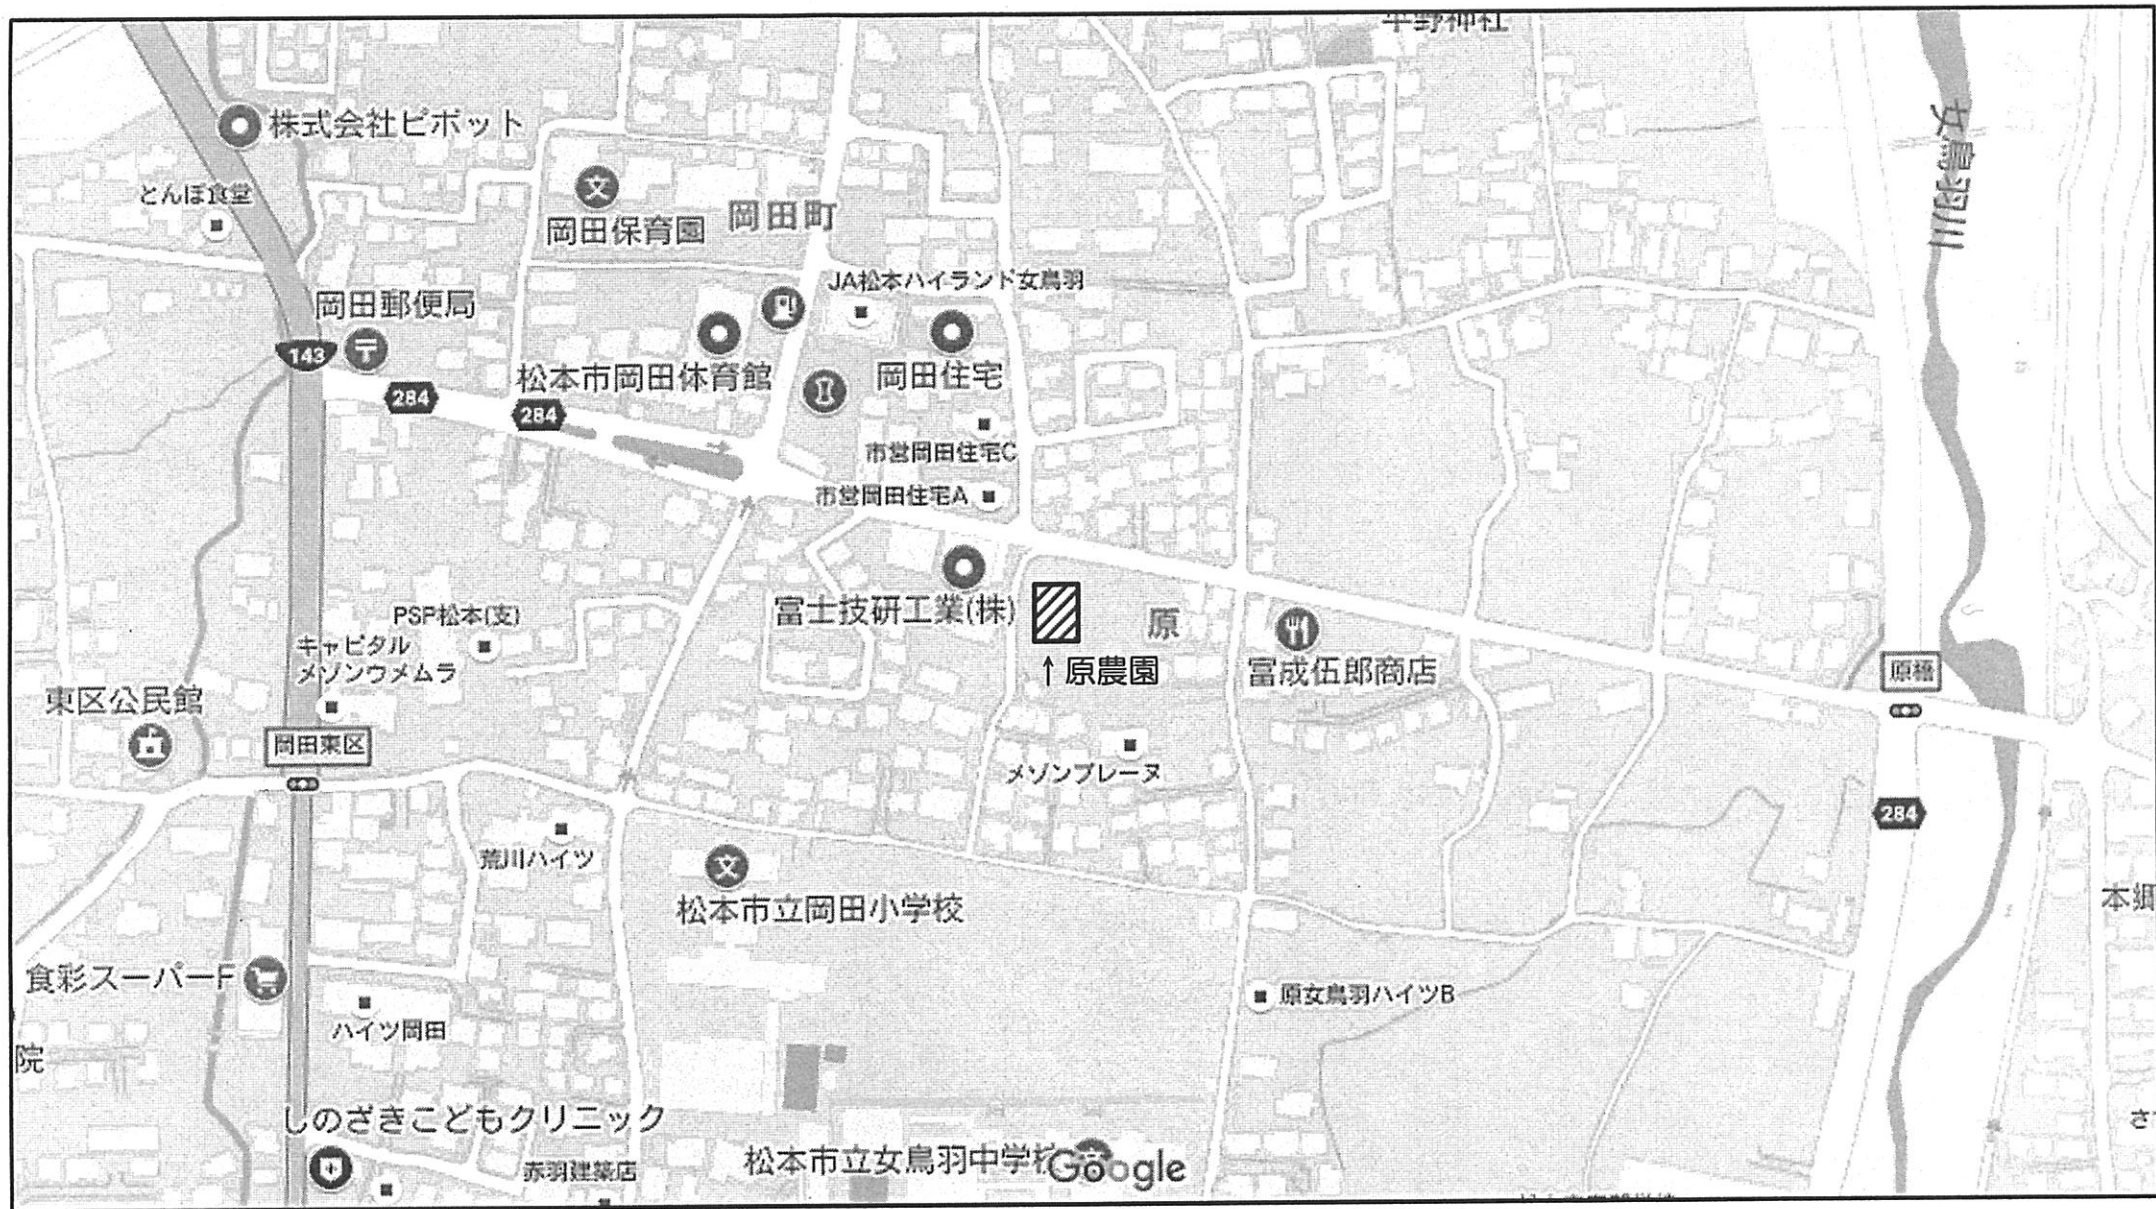 平野神社
株式会社ピボット
とんぼ食堂
岡田保育園
岡田町
女鳥羽川
JA松本ハイランド女鳥羽
岡田郵便局
143
松本市岡田体育館
岡田住宅
284
284
市営岡田住宅C
市営岡田住宅A
PSP松本(支)
富士技研工業(株)
原
キャピタル
メゾンウメムラ
↑原農園
富成伍郎商店
原橋
東区公民館
岡田東区
メゾンプレーヌ
284
荒川ハイツ
松本市立岡田小学校
本郷
食彩スーパーF
原女鳥羽ハイツB
ハイツ岡田
院
しのざきこどもクリニック
さ
赤羽建築店
松本市立女鳥羽中学校
Google